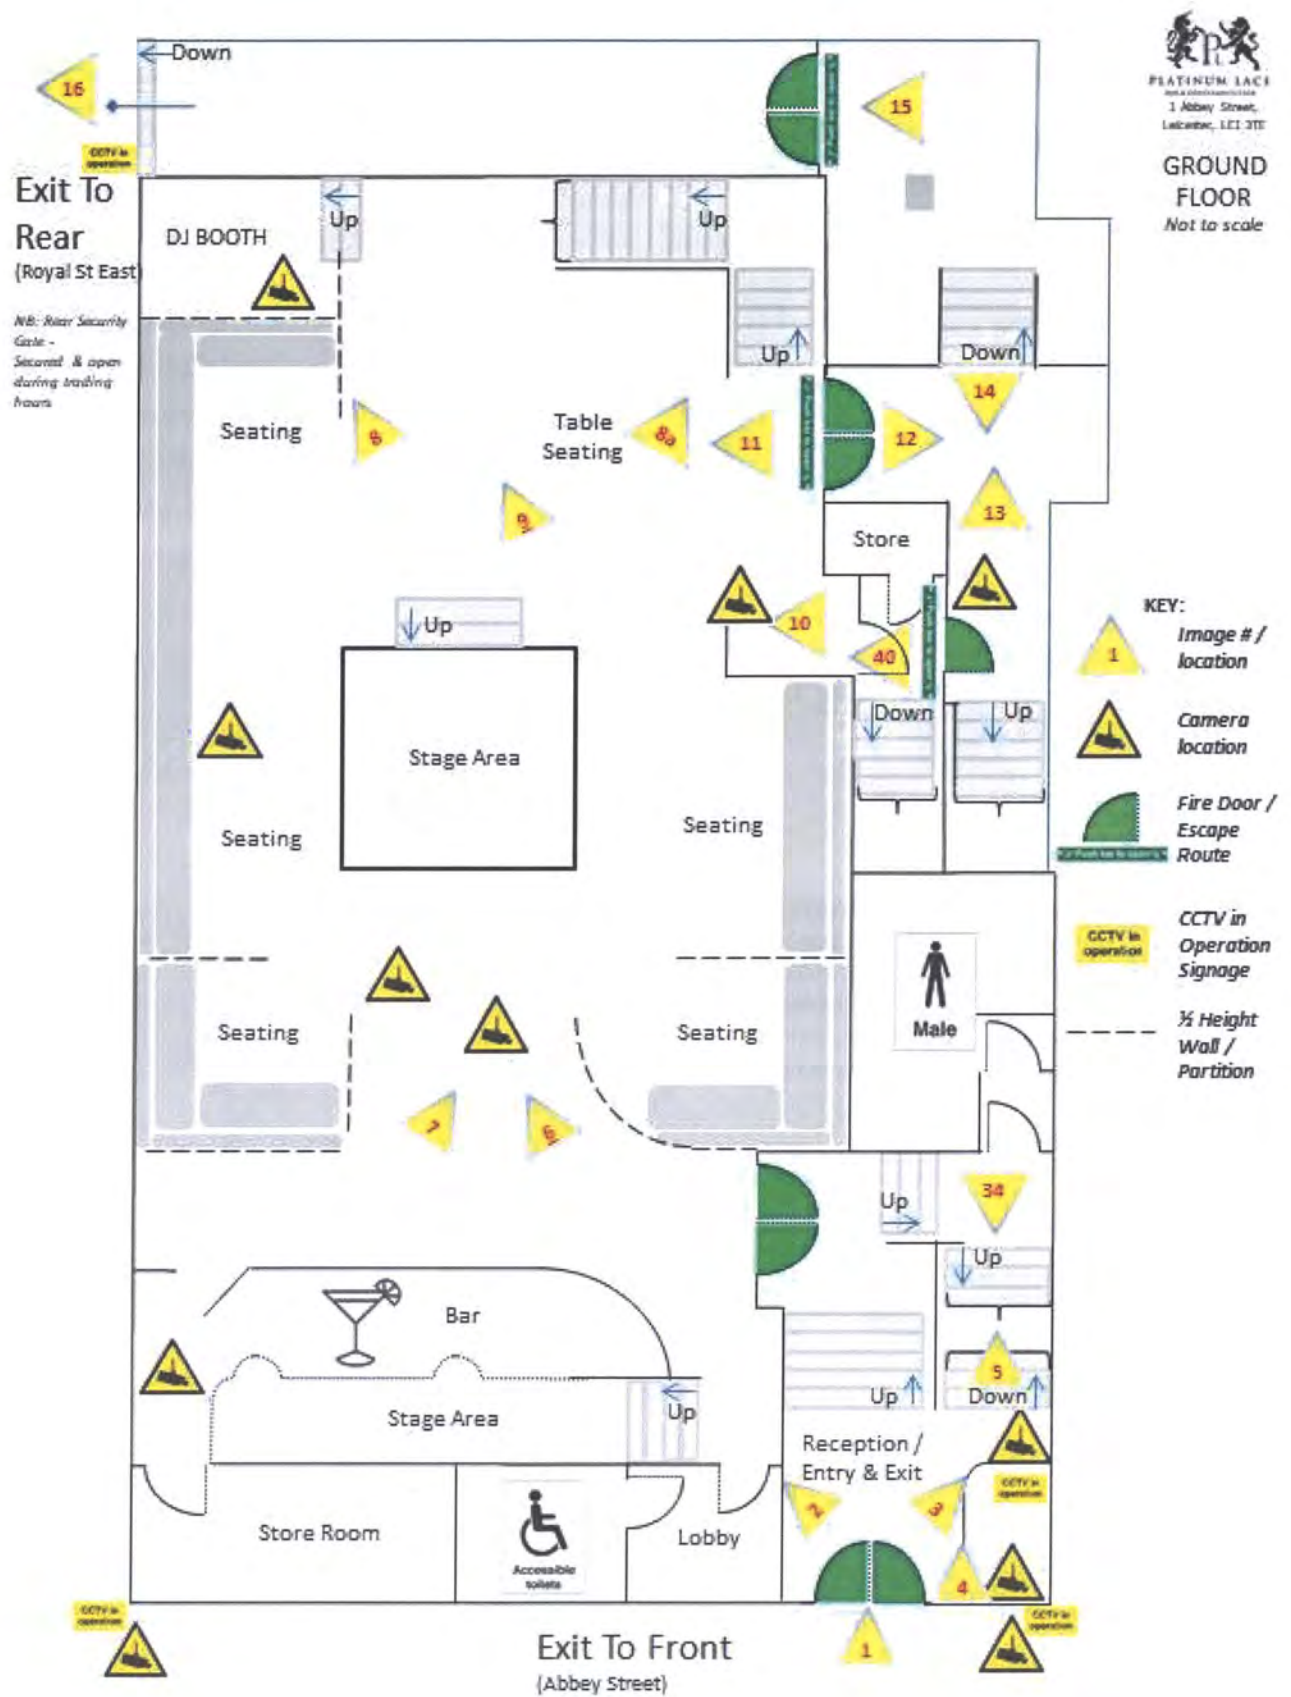 PLATINUM LACE
1 Abbey Street,
Leicester, LE1 3TE
GROUND
FLOOR
Not to scale
Down
16
CCTV in
operation
15
Exit To
Rear
(Royal St East)
NB: Rear Security
Gate -
Secured & open
during trading
hours
DJ BOOTH
Up
Up
Up
Down
14
Seating
8
Table
Seating
8a
11
12
9
13
Store
10
40
Up
Down
Up
Stage Area
Seating
Seating
KEY:
1
Image # /
location
Camera
location
Fire Door /
Escape
Route
CCTV in
operation
CCTV in
Operation
Signage
½ Height
Wall /
Partition
Male
Seating
Seating
7
6
34
Up
Up
Bar
5
Up
Down
Stage Area
Up
Reception /
Entry & Exit
CCTV in
operation
2
3
Store Room
Accessible
toilets
Lobby
4
CCTV in
operation
CCTV in
operation
1
Exit To Front
(Abbey Street)